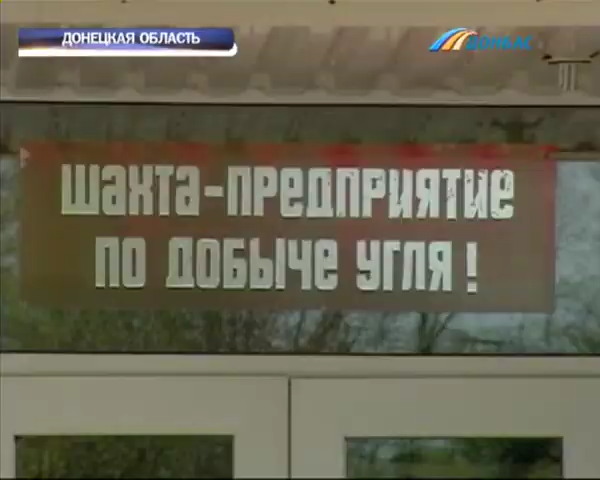 ДОНЕЦКАЯ ОБЛАСТЬ
ДОНБАС
ШАХТА-ПРЕДПРИЯТИЕ
ПО ДОБЫЧЕ УГЛЯ!